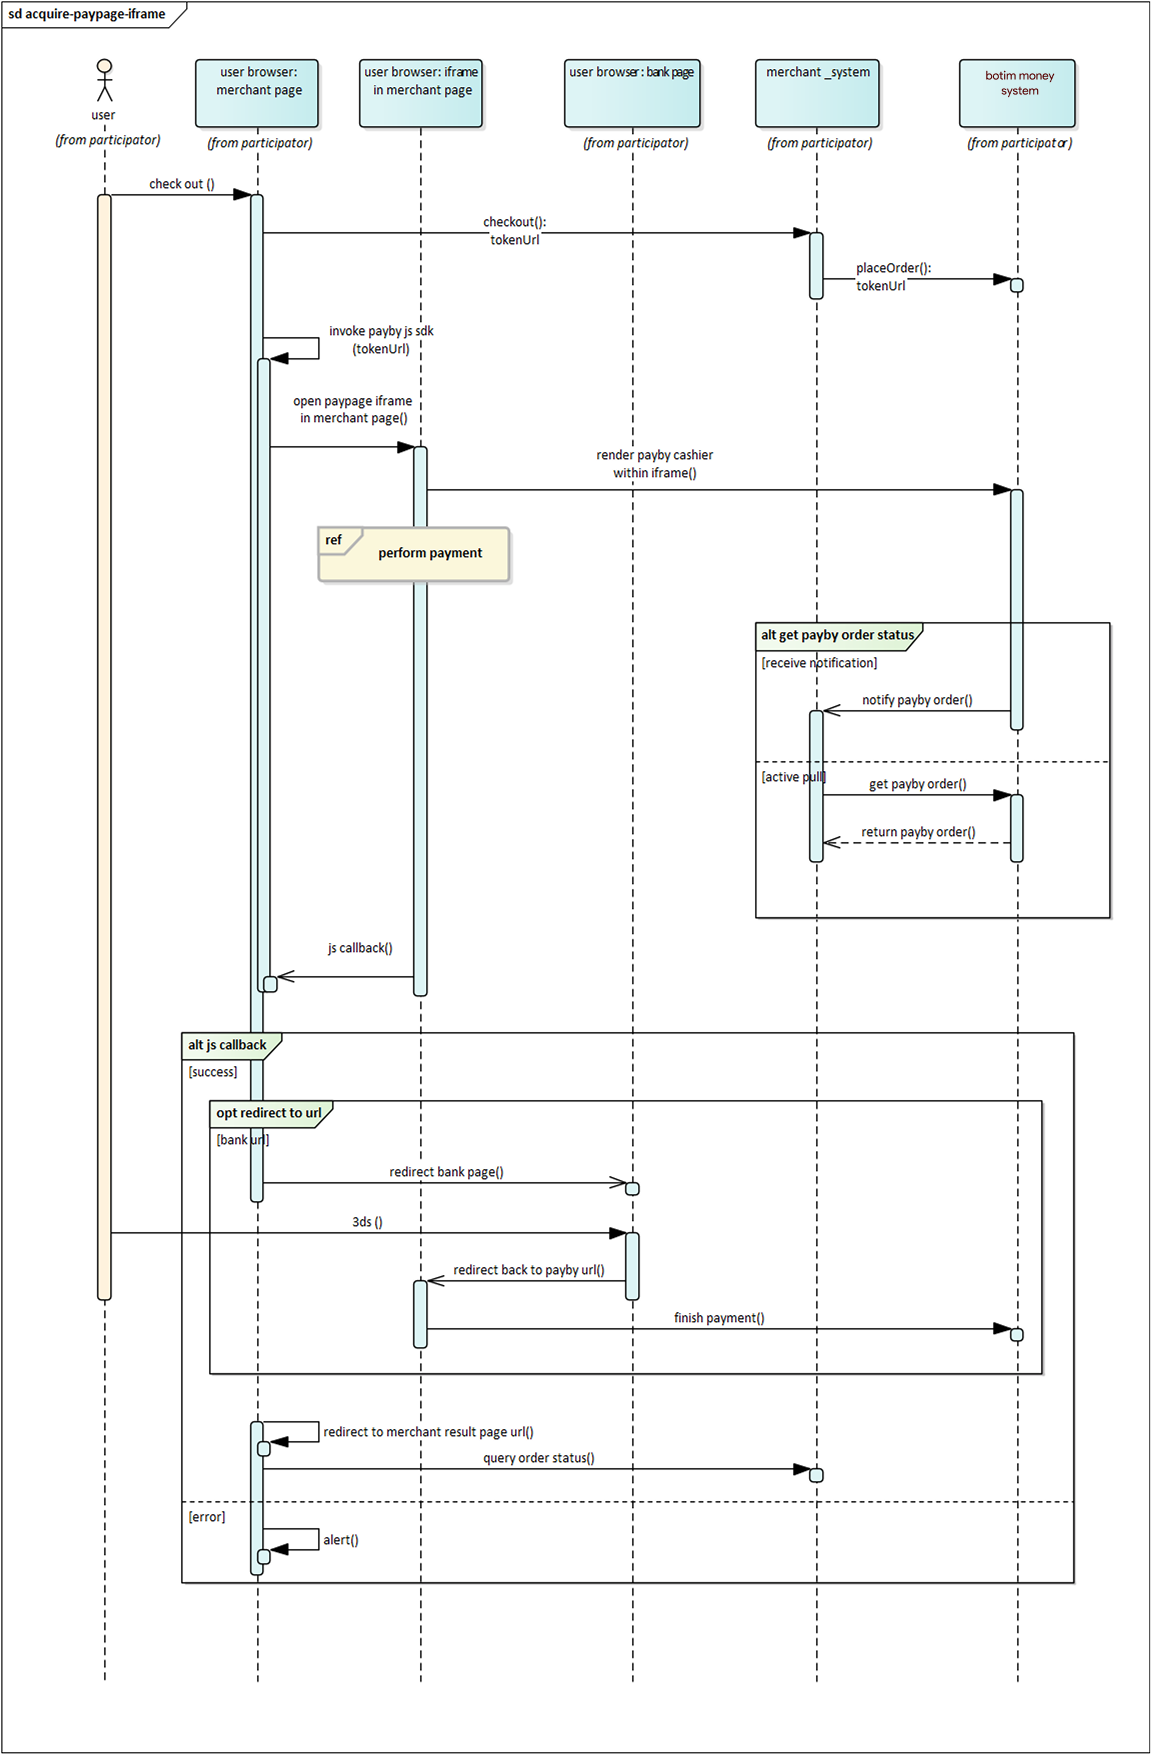 sd acquire-paypage-iframe
user
(from participator)
user browser:
merchant page
(from participator)
user browser: iframe
in merchant page
user browser: bank page
(from participator)
merchant _system
(from participator)
botim money
system
(from participator)
check out ()
checkout():
tokenUrl
placeOrder():
tokenUrl
invoke payby js sdk
(tokenUrl)
open paypage iframe
in merchant page()
render payby cashier
within iframe()
ref
perform payment
alt get payby order status
[receive notification]
notify payby order()
[active pull]
get payby order()
return payby order()
js callback()
alt js callback
[success]
opt redirect to url
[bank url]
redirect bank page()
3ds ()
redirect back to payby url()
finish payment()
redirect to merchant result page url()
query order status()
[error]
alert()